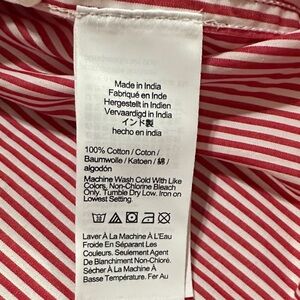 Made in India
Fabriqué en Inde
Hergestellt in Indien
Vervaardigd in India
インド製
hecho en India
100% Cotton / Coton /
Baumwolle / Katoen / 綿 /
algodón
Machine Wash Cold With Like
Colors, Non-Chlorine Bleach
Only. Tumble Dry Low. Iron on
Lowest Setting.
Laver À La Machine À L'Eau
Froide En Séparant Les
Couleurs. Seulement Agent
De Blanchiment Non-Chlore.
Sécher À La Machine À
Basse Température. Fer Au